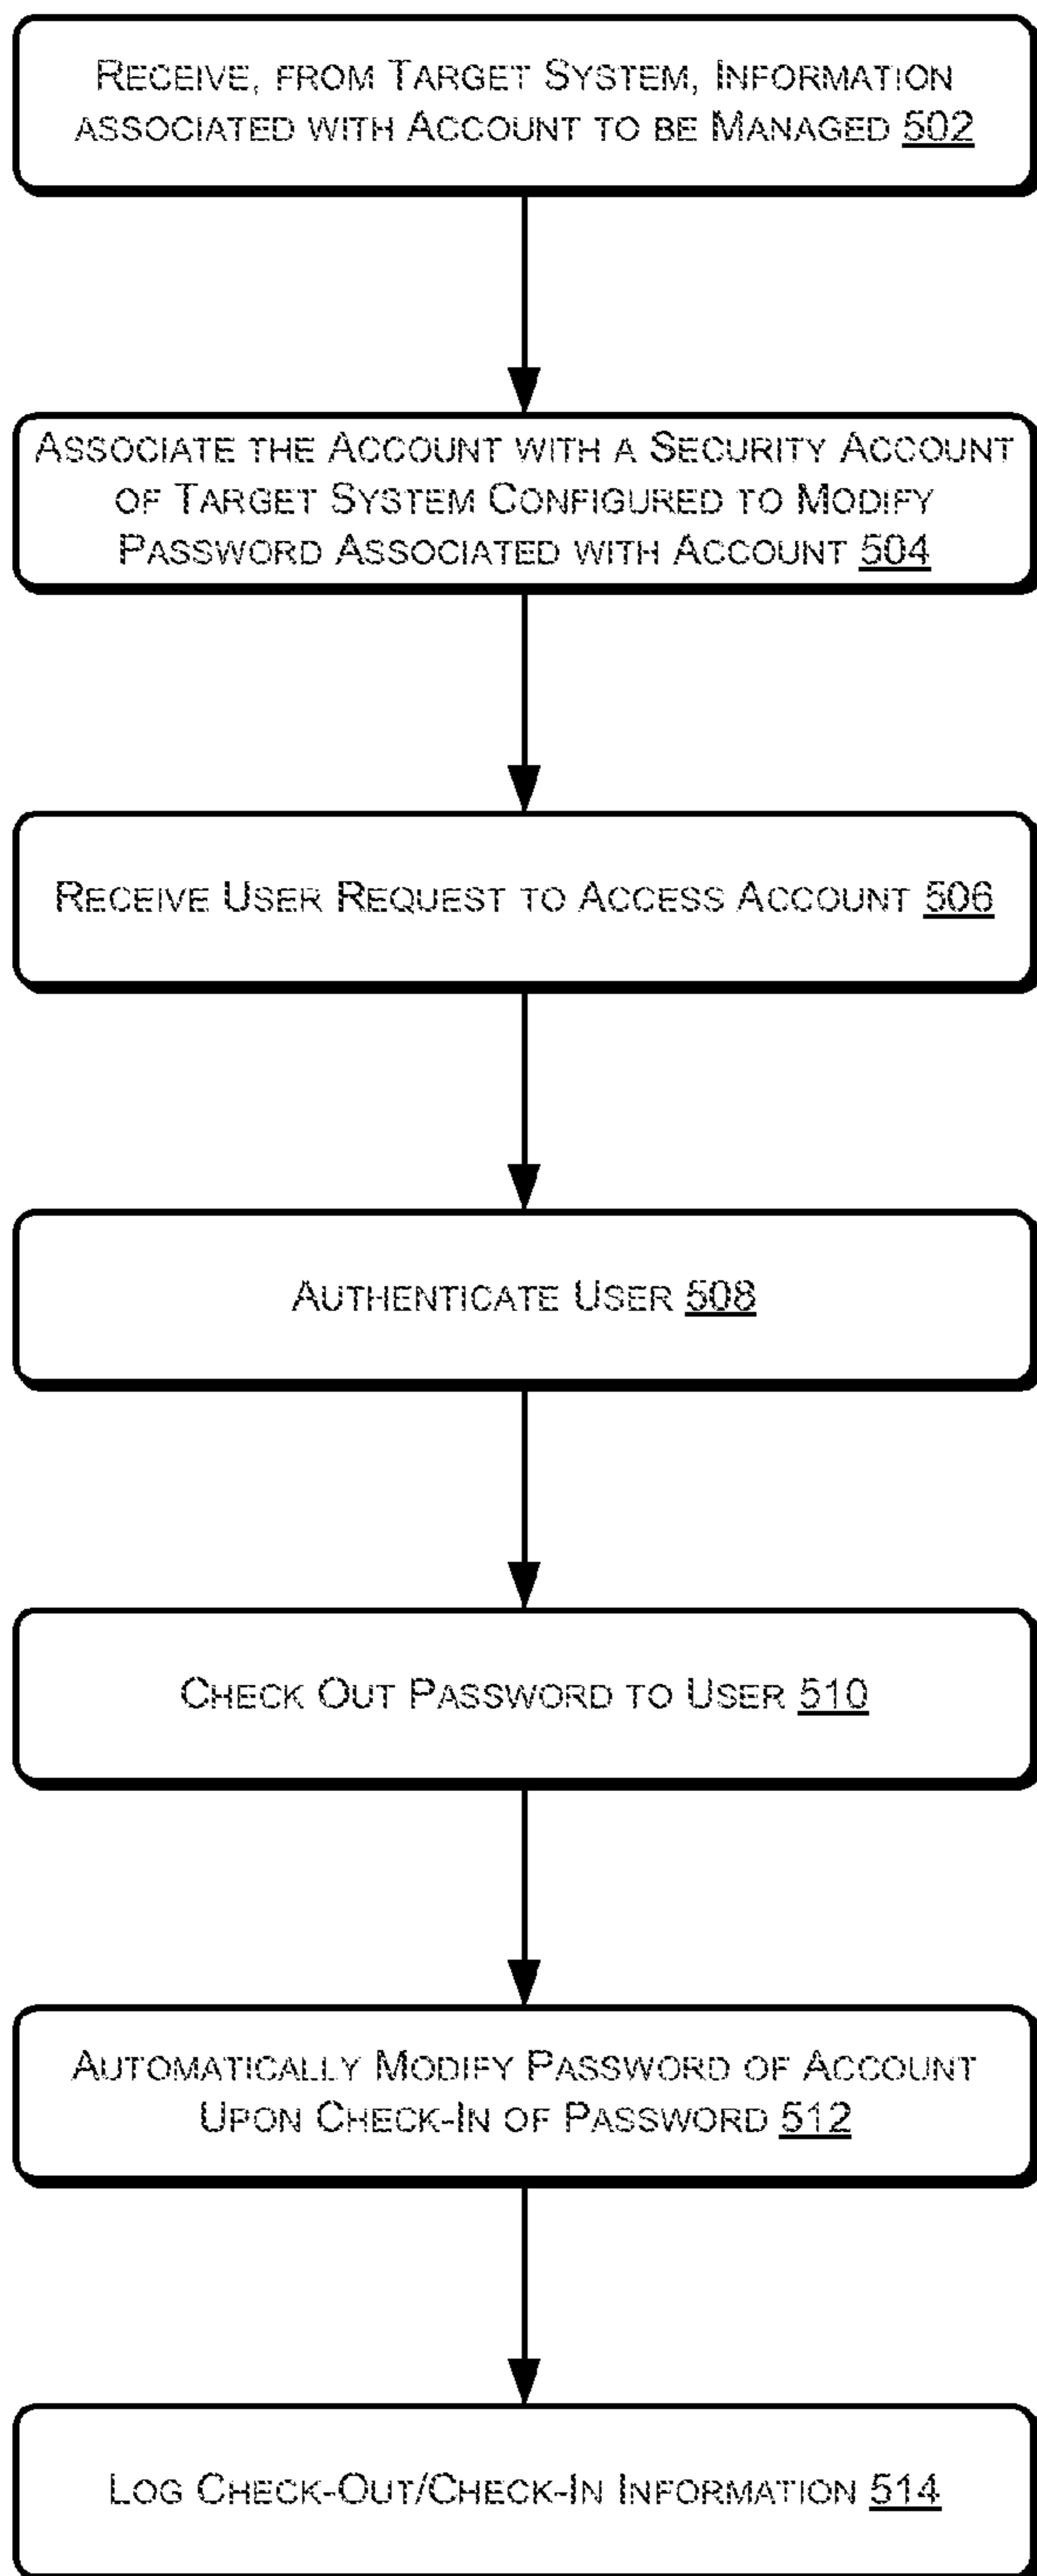 RECEIVE, FROM TARGET SYSTEM, INFORMATION
ASSOCIATED WITH ACCOUNT TO BE MANAGED 502
ASSOCIATE THE ACCOUNT WITH A SECURITY ACCOUNT
OF TARGET SYSTEM CONFIGURED TO MODIFY
PASSWORD ASSOCIATED WITH ACCOUNT 504
RECEIVE USER REQUEST TO ACCESS ACCOUNT 506
AUTHENTICATE USER 508
CHECK OUT PASSWORD TO USER 510
AUTOMATICALLY MODIFY PASSWORD OF ACCOUNT
UPON CHECK-IN OF PASSWORD 512
LOG CHECK-OUT/CHECK-IN INFORMATION 514